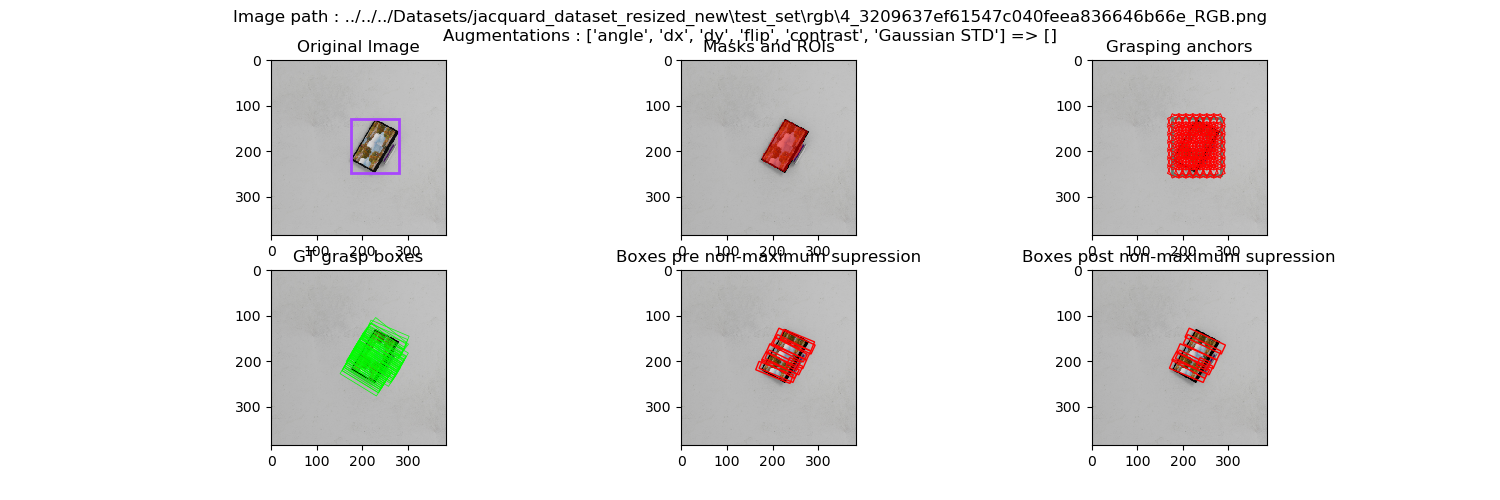 Image path : ../../../Datasets/jacquard_dataset_resized_new\test_set\rgb\4_3209637ef61547c040feea836646b66e_RGB.png
Augmentations : ['angle', 'dx', 'dy', 'flip', 'contrast', 'Gaussian STD'] => []
Original Image
Masks and ROIs
Grasping anchors
0
100
200
300
0 100 200 300
0
100
200
300
0 100 200 300
0
100
200
300
0 100 200 300
GT grasp boxes
Boxes pre non-maximum supression
Boxes post non-maximum supression
0
100
200
300
0 100 200 300
0
100
200
300
0 100 200 300
0
100
200
300
0 100 200 300